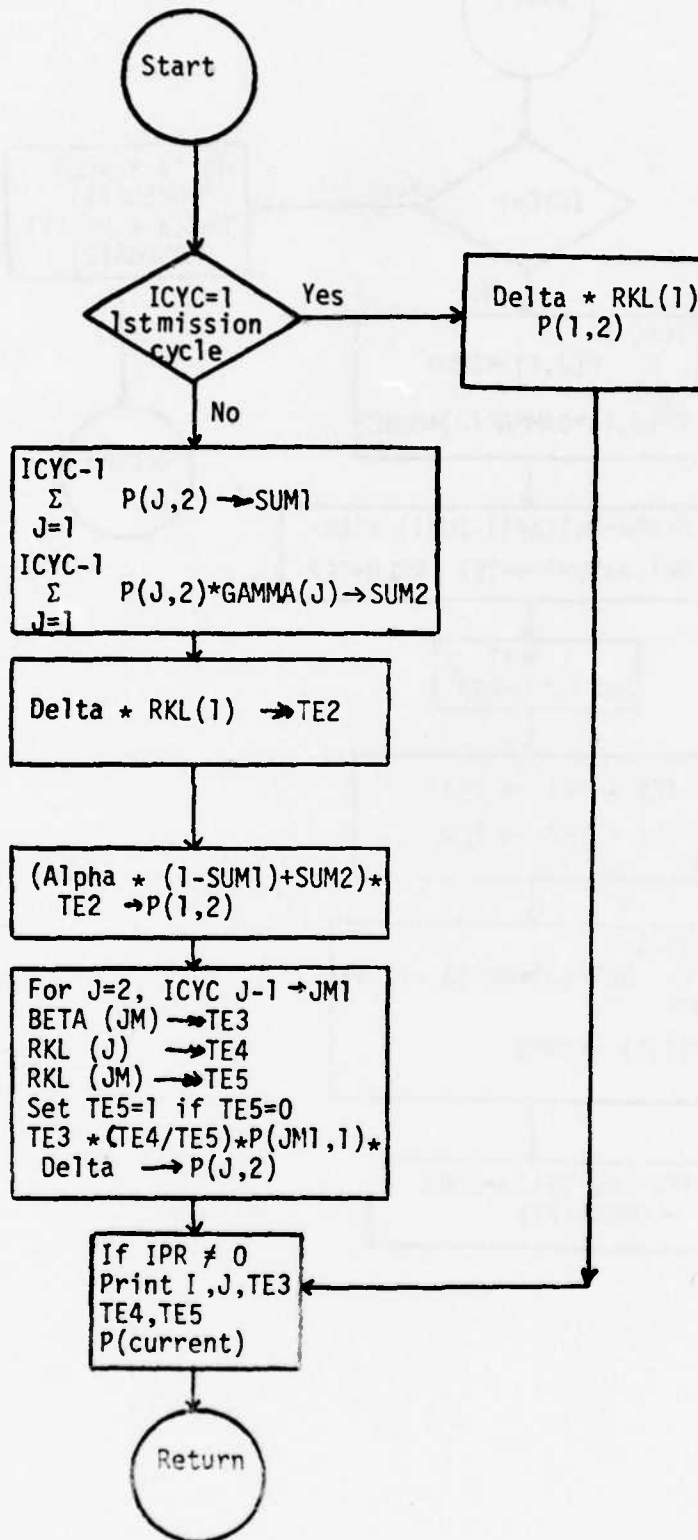 Start
ICYC=1
1st mission
cycle
Yes
Delta * RKL(1)
P(1,2)
No
ICYC-1
Σ P(J,2) → SUM1
J=1
ICYC-1
Σ P(J,2)*GAMMA(J) → SUM2
J=1
Delta * RKL(1) → TE2
(Alpha * (1-SUM1)+SUM2)*
TE2 → P(1,2)
For J=2, ICYC J-1 → JM1
BETA (JM) → TE3
RKL (J) → TE4
RKL (JM) → TE5
Set TE5=1 if TE5=0
TE3 *(TE4/TE5)*P(JM1,1)*
Delta → P(J,2)
If IPR ≠ 0
Print I,J,TE3
TE4,TE5
P(current)
Return